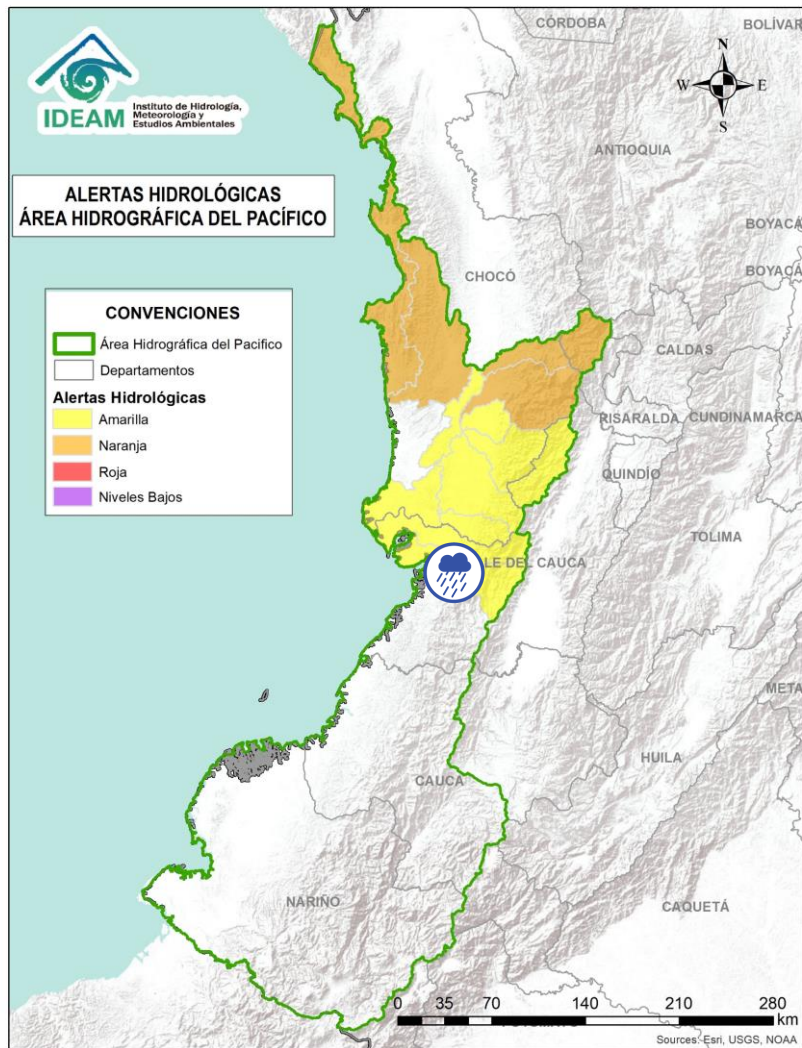 IDEAM
Instituto de Hidrología,
Meteorología y
Estudios Ambientales
ALERTAS HIDROLÓGICAS
ÁREA HIDROGRÁFICA DEL PACÍFICO
CONVENCIONES
Área Hidrográfica del Pacifico
Departamentos
Alertas Hidrológicas
Amarilla
Naranja
Roja
Niveles Bajos
CÓRDOBA
BOLÍVAR
N
W
E
S
ANTIOQUIA
BOYACÁ
BOYACÁ
CHOCÓ
CALDAS
RISARALDA
CUNDINAMARCA
QUINDÍO
TOLIMA
LE DEL CAUCA
META
HUILA
CAUCA
NARIÑO
CAQUETÁ
0 35 70 140 210 280
km
Sources: Esri, USGS, NOAA